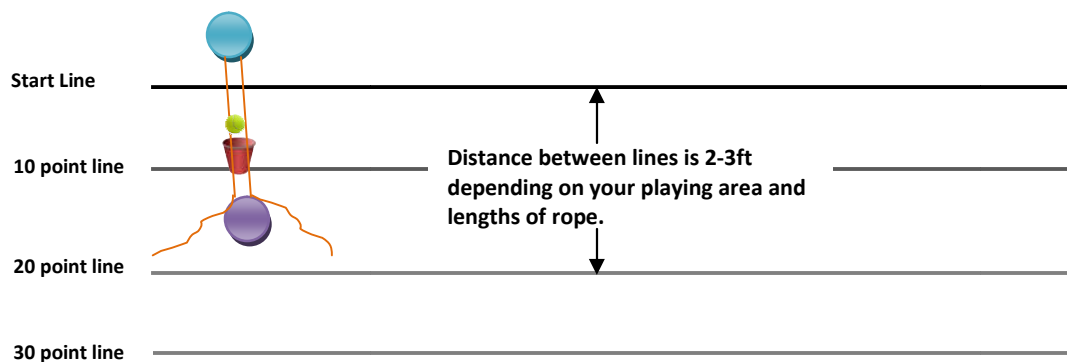 Start Line
10 point line
Distance between lines is 2-3ft
depending on your playing area and
lengths of rope.
20 point line
30 point line